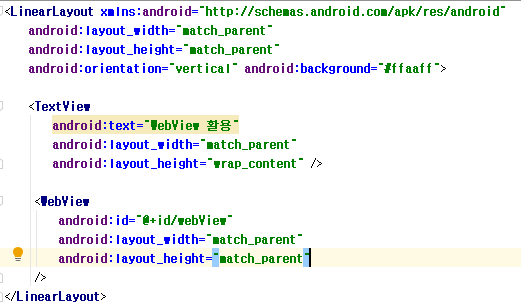 <LinearLayout xmlns:android="http://schemas.android.com/apk/res/android"
android:layout_width="match_parent"
android:layout_height="match_parent"
android:orientation="vertical" android:background="#ffaaff">
<TextView
android:text="WebView 활용"
android:layout_width="match_parent"
android:layout_height="wrap_content" />
<WebView
android:id="@+id/webView"
android:layout_width="match_parent"
android:layout_height="match_parent"
/>
</LinearLayout>